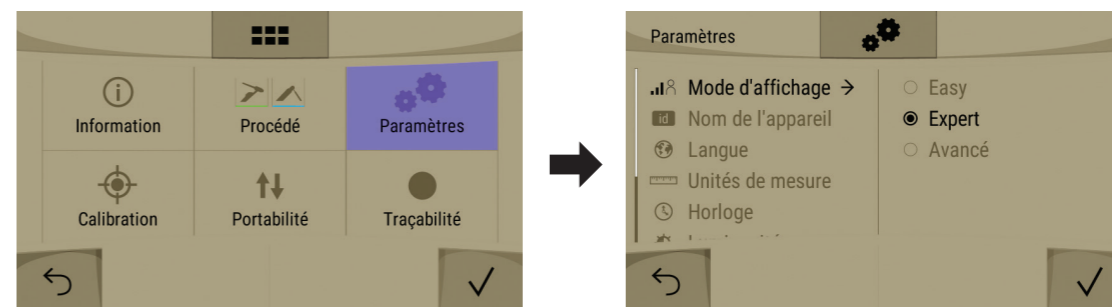 Information
Procédé
Paramètres
Calibration
Portabilité
Traçabilité
Paramètres
Mode d'affichage →
id Nom de l'appareil
Langue
Unités de mesure
Horloge
Easy
Expert
Avancé